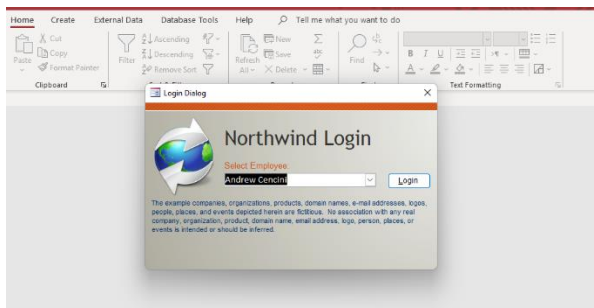 Home Create External Data Database Tools Help Tell me what you want to do
Paste
Cut
Copy
Format Painter
Clipboard
Filter
Ascending
Descending
Remove Sort
Refresh All
New
Save
Delete
Find
B I U
Text Formatting
Login Dialog
Northwind Login
Select Employee
Andrew Cencini
Login
The example companies, organizations, products, domain names, e-mail addresses, logos,
people, places, and events depicted herein are fictitious. No association with any real
company, organization, product, domain name, email address, logo, person, places, or
events is intended or should be inferred.